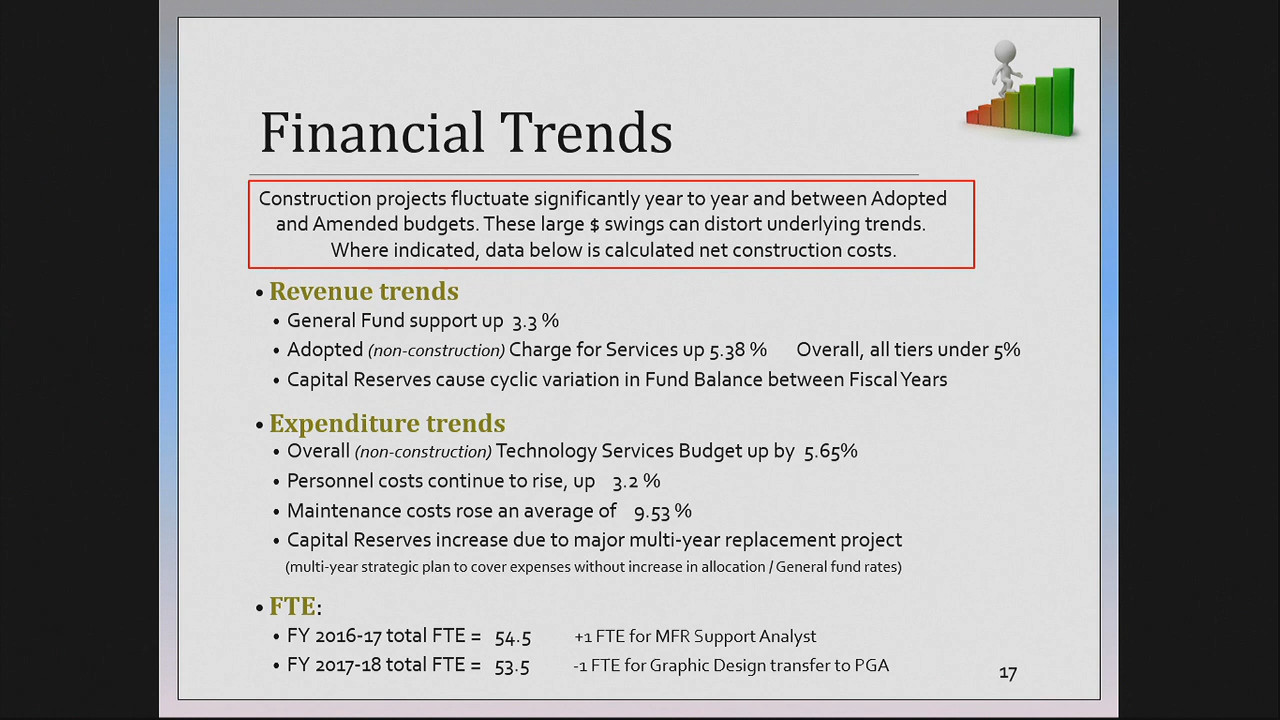 Financial Trends
Construction projects fluctuate significantly year to year and between Adopted
and Amended budgets. These large $ swings can distort underlying trends.
Where indicated, data below is calculated net construction costs.
• Revenue trends
• General Fund support up 3.3 %
• Adopted (non-construction) Charge for Services up 5.38 % Overall, all tiers under 5%
• Capital Reserves cause cyclic variation in Fund Balance between Fiscal Years
• Expenditure trends
• Overall (non-construction) Technology Services Budget up by 5.65%
• Personnel costs continue to rise, up 3.2 %
• Maintenance costs rose an average of 9.53 %
• Capital Reserves increase due to major multi-year replacement project
(multi-year strategic plan to cover expenses without increase in allocation / General fund rates)
• FTE:
• FY 2016-17 total FTE = 54.5 +1 FTE for MFR Support Analyst
• FY 2017-18 total FTE = 53.5 -1 FTE for Graphic Design transfer to PGA
17